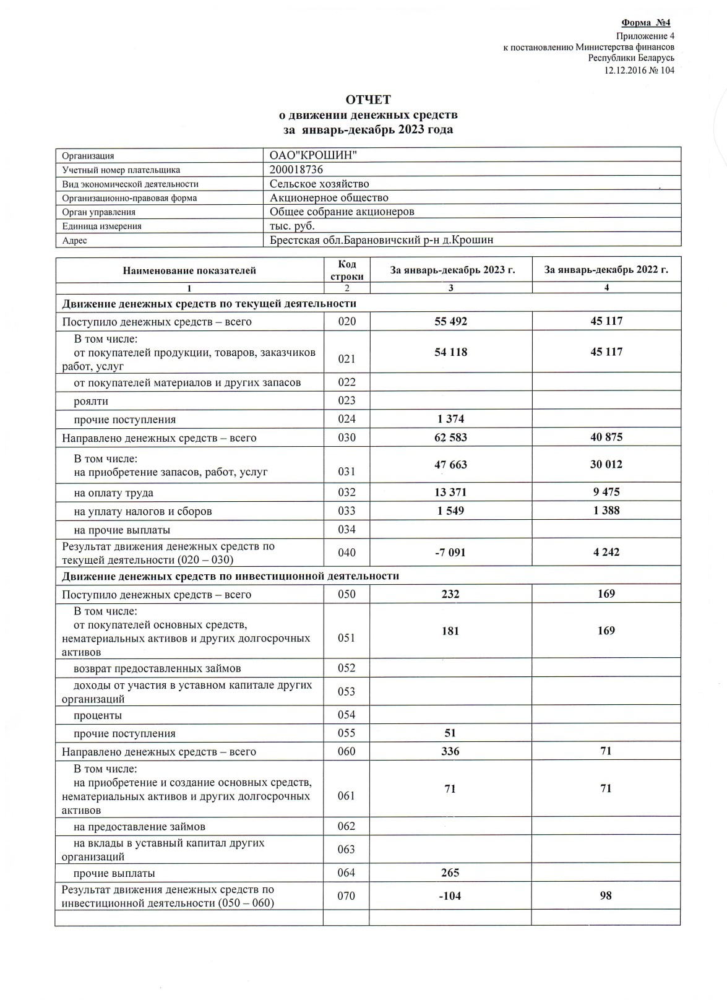 Форма №4
Приложение 4
к постановлению Министерства финансов
Республики Беларусь
12.12.2016 № 104
ОТЧЕТ
о движении денежных средств
за январь-декабрь 2023 года
Организация ОАО"КРОШИН"
Учетный номер плательщика 200018736
Вид экономической деятельности Сельское хозяйство
Организационно-правовая форма Акционерное общество
Орган управления Общее собрание акционеров
Единица измерения тыс. руб.
Адрес Брестская обл.Барановичский р-н д.Крошин
Наименование показателей Код строки За январь-декабрь 2023 г. За январь-декабрь 2022 г.
1 2 3 4
Движение денежных средств по текущей деятельности
Поступило денежных средств – всего 020 55 492 45 117
В том числе:
от покупателей продукции, товаров, заказчиков
работ, услуг 021 54 118 45 117
от покупателей материалов и других запасов 022
роялти 023
прочие поступления 024 1 374
Направлено денежных средств – всего 030 62 583 40 875
В том числе:
на приобретение запасов, работ, услуг 031 47 663 30 012
на оплату труда 032 13 371 9 475
на уплату налогов и сборов 033 1 549 1 388
на прочие выплаты 034
Результат движения денежных средств по
текущей деятельности (020 – 030) 040 -7 091 4 242
Движение денежных средств по инвестиционной деятельности
Поступило денежных средств – всего 050 232 169
В том числе:
от покупателей основных средств,
нематериальных активов и других долгосрочных
активов 051 181 169
возврат предоставленных займов 052
доходы от участия в уставном капитале других
организаций 053
проценты 054
прочие поступления 055 51
Направлено денежных средств – всего 060 336 71
В том числе:
на приобретение и создание основных средств,
нематериальных активов и других долгосрочных
активов 061 71 71
на предоставление займов 062
на вклады в уставный капитал других
организаций 063
прочие выплаты 064 265
Результат движения денежных средств по
инвестиционной деятельности (050 – 060) 070 -104 98